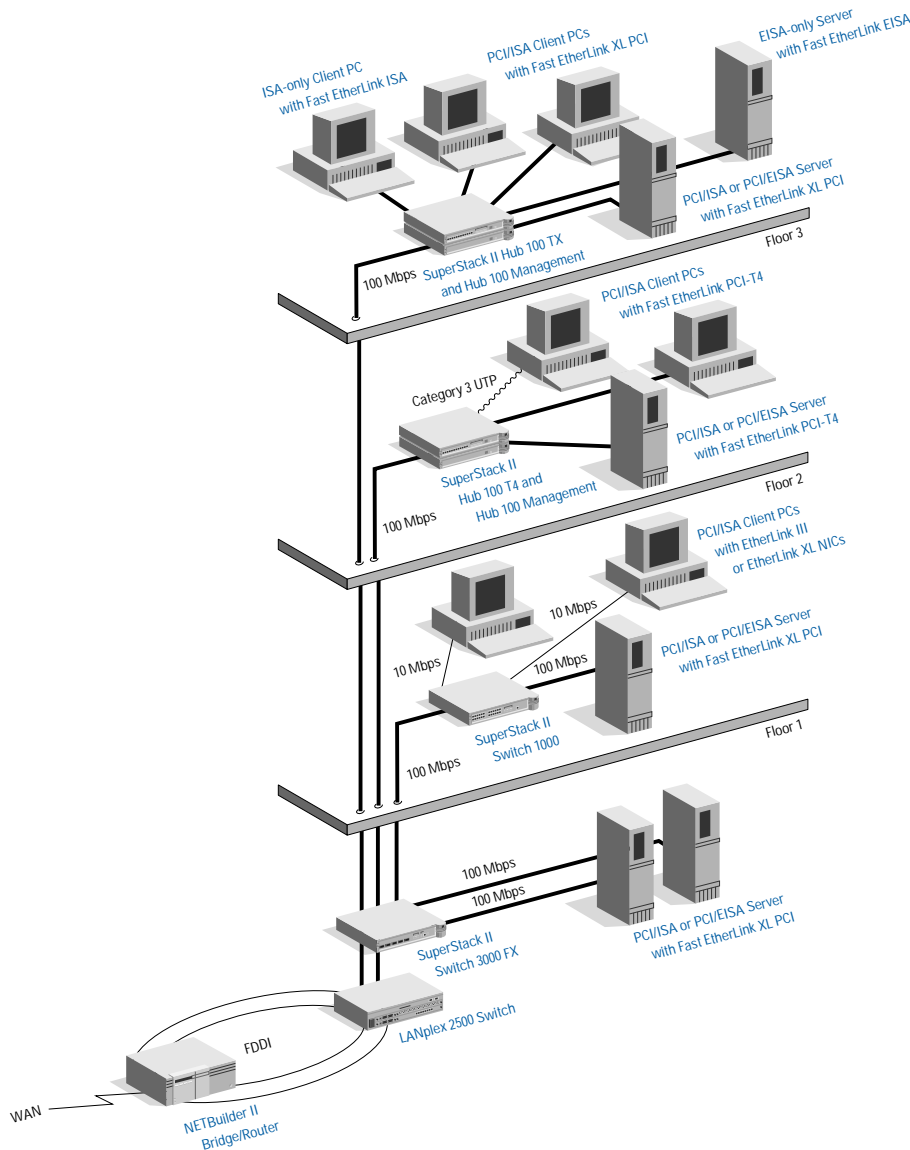 EISA-only Server
with Fast EtherLink EISA
PCI/ISA Client PCs
with Fast EtherLink XL PCI
ISA-only Client PC
with Fast EtherLink ISA
PCI/ISA or PCI/EISA Server
with Fast EtherLink XL PCI
Floor 3
100 Mbps
SuperStack II Hub 100 TX
and Hub 100 Management
PCI/ISA Client PCs
with Fast EtherLink PCI-T4
Category 3 UTP
PCI/ISA or PCI/EISA Server
with Fast EtherLink PCI-T4
SuperStack II
Hub 100 T4 and
Hub 100 Management
Floor 2
100 Mbps
PCI/ISA Client PCs
with EtherLink III
or EtherLink XL NICs
10 Mbps
PCI/ISA or PCI/EISA Server
with Fast EtherLink XL PCI
10 Mbps
100 Mbps
SuperStack II
Switch 1000
Floor 1
100 Mbps
100 Mbps
100 Mbps
PCI/ISA or PCI/EISA Server
with Fast EtherLink XL PCI
SuperStack II
Switch 3000 FX
LANplex 2500 Switch
FDDI
WAN
NETBuilder II
Bridge/Router